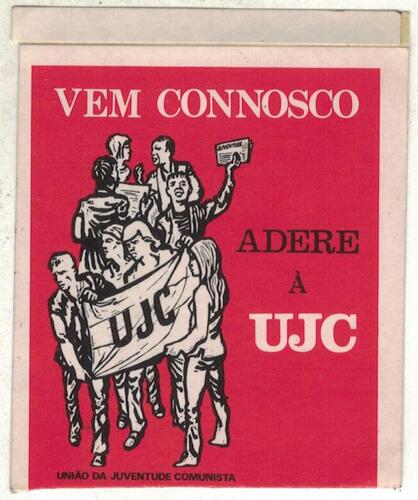 VEM CONNOSCO
JUVENTUDE
ADERE
À
UJC
UJC
UNIÃO DA JUVENTUDE COMUNISTA